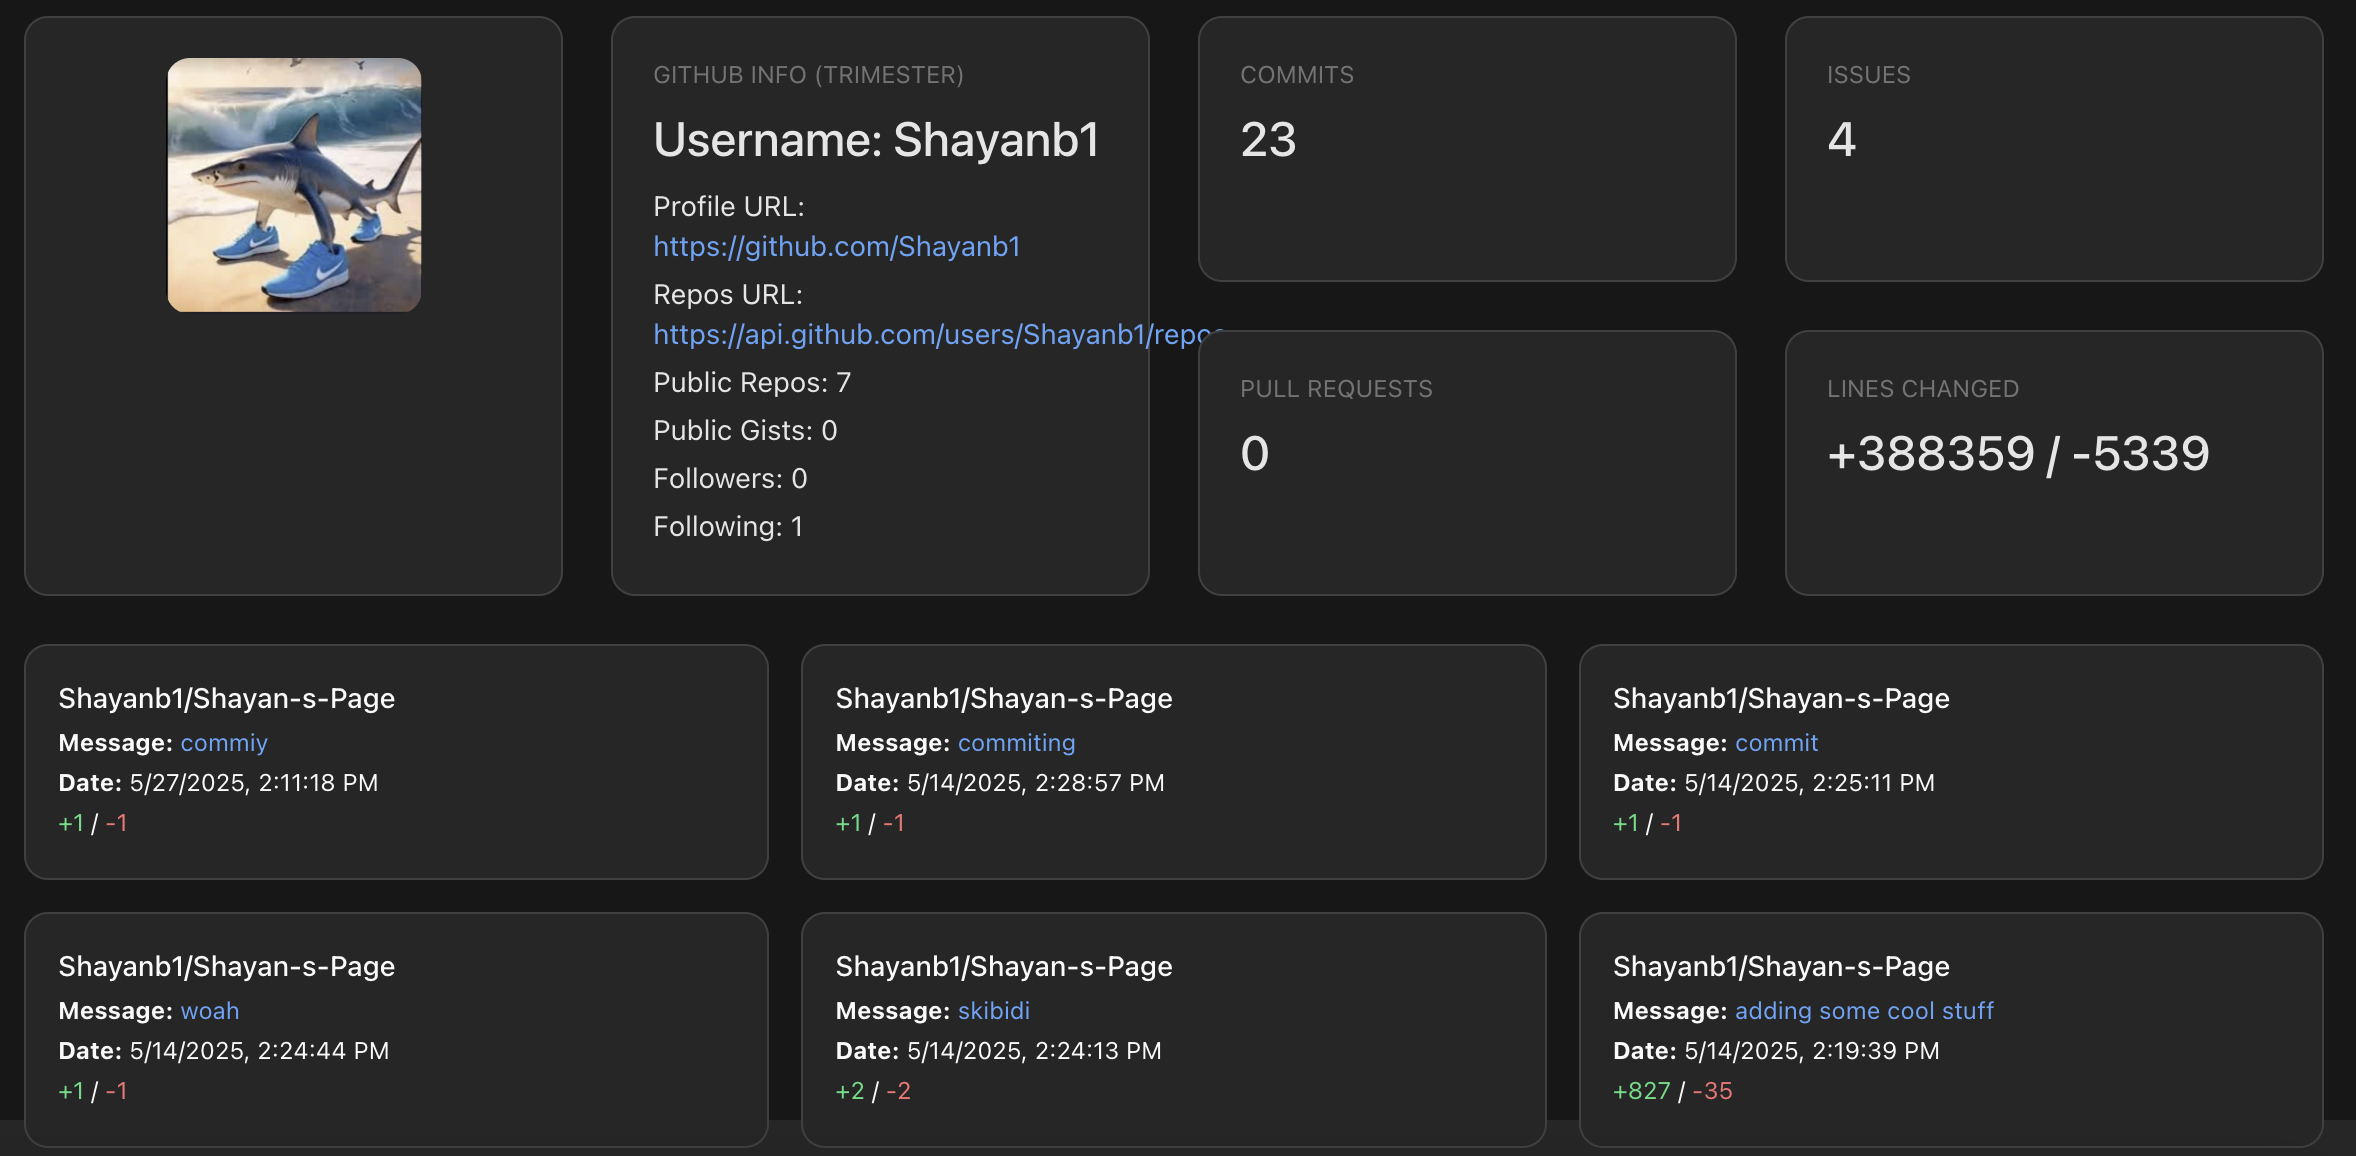 GITHUB INFO (TRIMESTER)
Username: Shayanb1
Profile URL:
https://github.com/Shayanb1
Repos URL:
https://api.github.com/users/Shayanb1/repos
Public Repos: 7
Public Gists: 0
Followers: 0
Following: 1
COMMITS
23
ISSUES
4
PULL REQUESTS
0
LINES CHANGED
+388359 / -5339
Shayanb1/Shayan-s-Page
Message: commiy
Date: 5/27/2025, 2:11:18 PM
+1 / -1
Shayanb1/Shayan-s-Page
Message: commiting
Date: 5/14/2025, 2:28:57 PM
+1 / -1
Shayanb1/Shayan-s-Page
Message: commit
Date: 5/14/2025, 2:25:11 PM
+1 / -1
Shayanb1/Shayan-s-Page
Message: woah
Date: 5/14/2025, 2:24:44 PM
+1 / -1
Shayanb1/Shayan-s-Page
Message: skibidi
Date: 5/14/2025, 2:24:13 PM
+2 / -2
Shayanb1/Shayan-s-Page
Message: adding some cool stuff
Date: 5/14/2025, 2:19:39 PM
+827 / -35